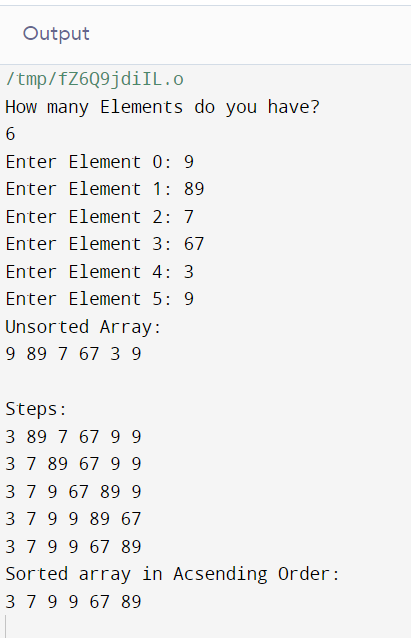 Output
/tmp/fZ6Q9jdiIL.o
How many Elements do you have?
6
Enter Element 0: 9
Enter Element 1: 89
Enter Element 2: 7
Enter Element 3: 67
Enter Element 4: 3
Enter Element 5: 9
Unsorted Array:
9 89 7 67 3 9
Steps:
3 89 7 67 9 9
3 7 89 67 9 9
3 7 9 67 89 9
3 7 9 9 89 67
3 7 9 9 67 89
Sorted array in Acsending Order:
3 7 9 9 67 89